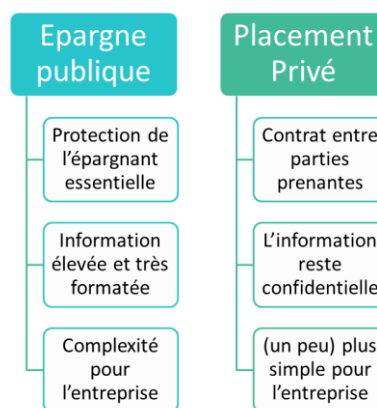 Epargne
publique
Protection de
l'épargnant
essentielle
Information
élevée et très
formatée
Complexité
pour
l'entreprise
Placement
Privé
Contrat entre
parties
prenantes
L'information
reste
confidentielle
(un peu) plus
simple pour
l'entreprise